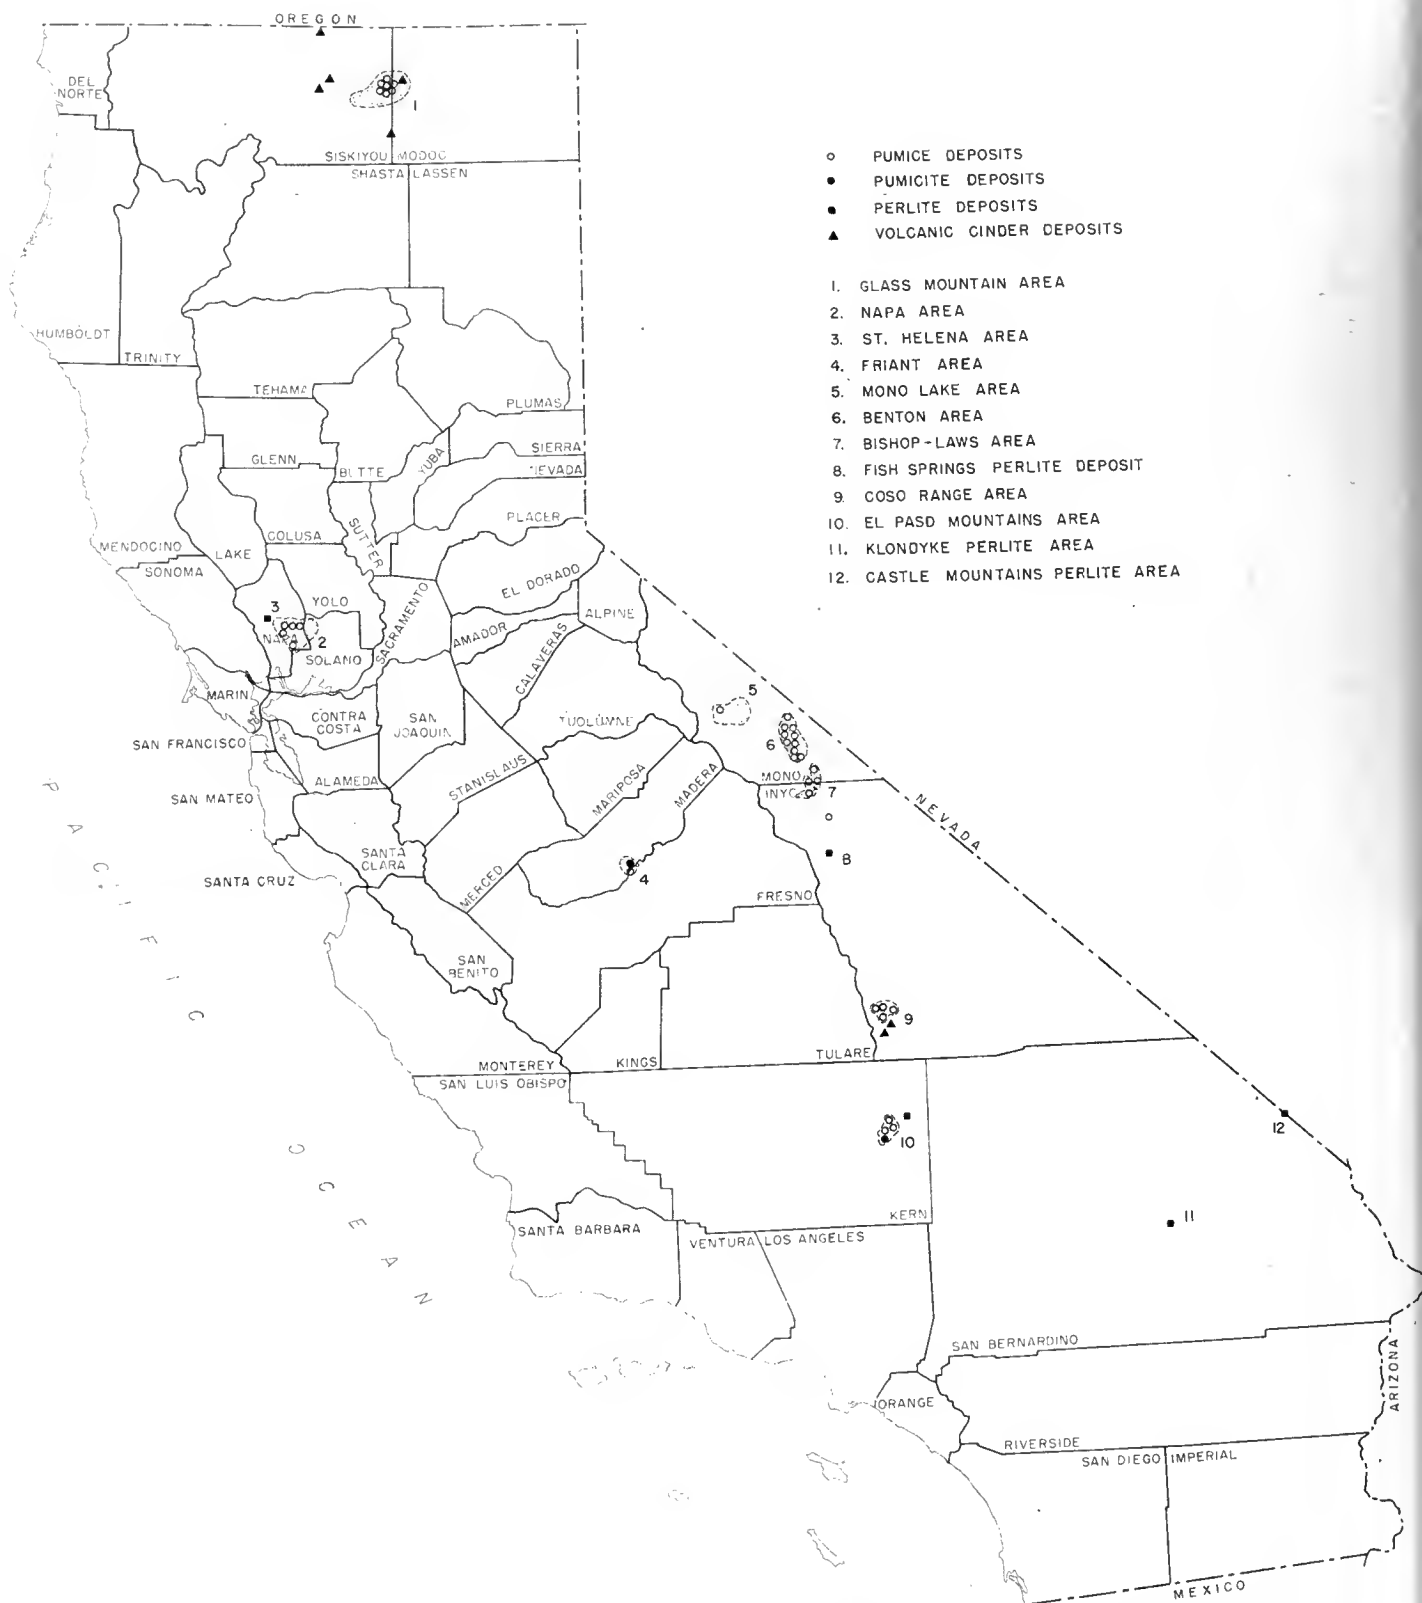 OREGON
DEL
NORTE
1
SISKIYOU MODOC
SHASTA LASSEN
○ PUMICE DEPOSITS
● PUMICITE DEPOSITS
■ PERLITE DEPOSITS
▲ VOLCANIC CINDER DEPOSITS
1. GLASS MOUNTAIN AREA
2. NAPA AREA
3. ST. HELENA AREA
4. FRIANT AREA
5. MONO LAKE AREA
6. BENTON AREA
7. BISHOP-LAWS AREA
8. FISH SPRINGS PERLITE DEPOSIT
9. COSO RANGE AREA
10. EL PASO MOUNTAINS AREA
11. KLONDYKE PERLITE AREA
12. CASTLE MOUNTAINS PERLITE AREA
HUMBOLDT
TRINITY
TEHAMA
PLUMAS
GLENN
BUTTE
YUBA
SIERRA
NEVADA
SUTTER
PLACER
COLUSA
MENDOCINO
LAKE
SONOMA
EL DORADO
YOLO
3
NAPA
2
SOLANO
SACRAMENTO
AMADOR
ALPINE
CALAVERAS
MARIN
CONTRA
COSTA
SAN
JOAQUIN
TUOLUMNE
5
6
SAN FRANCISCO
ALAMEDA
STANISLAUS
MARIPOSA
MADERA
MONO
INYO
7
NEVADA
SAN MATEO
SANTA
CLARA
8
SANTA CRUZ
MERCED
4
FRESNO
SAN
BENITO
PACIFIC
OCEAN
9
MONTEREY
KINGS
TULARE
SAN LUIS OBISPO
10
12
11
KERN
SANTA BARBARA
VENTURA LOS ANGELES
SAN BERNARDINO
ORANGE
ARIZONA
RIVERSIDE
SAN DIEGO IMPERIAL
MEXICO